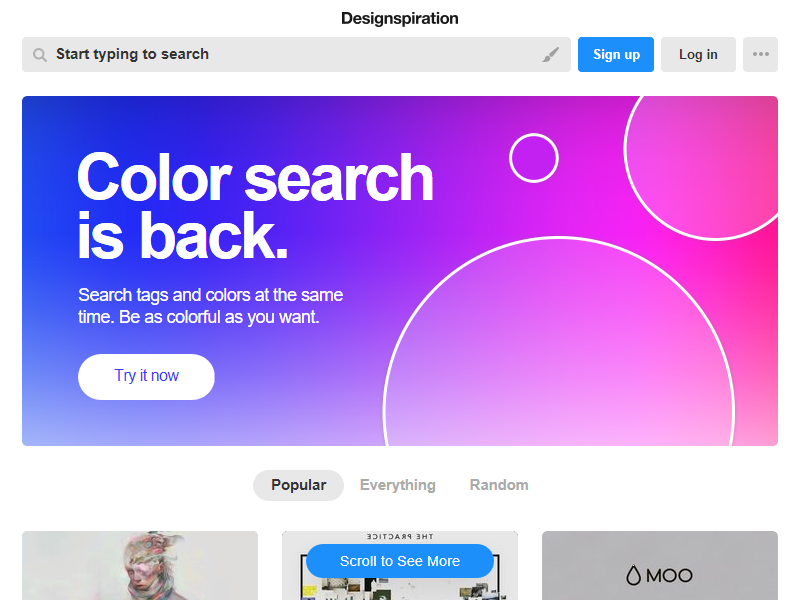 Designspiration
Start typing to search
Sign up
Log in
Color search
is back.
Search tags and colors at the same
time. Be as colorful as you want.
Try it now
Popular
Everything
Random
THE PRACTICE
Scroll to See More
MOO